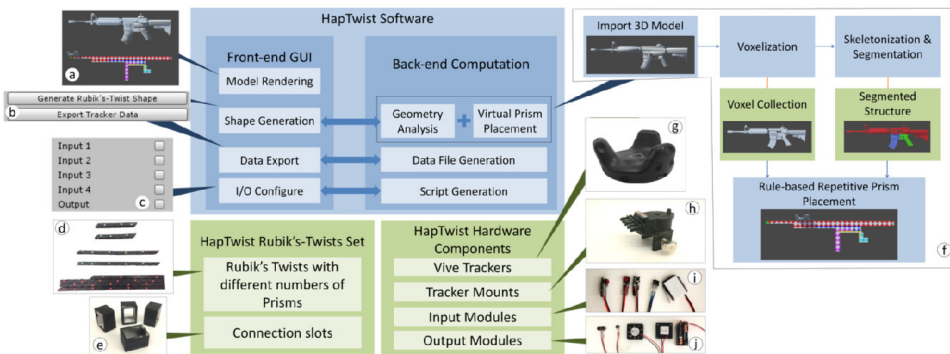 HapTwist Software
Front-end GUI
Model Rendering
Shape Generation
Data Export
I/O Configure
Back-end Computation
Geometry
Analysis
Virtual Prism
Placement
Data File Generation
Script Generation
a
Generate Rubik's-Twist Shape
b
Export Tracker Data
Input 1
Input 2
Input 3
Input 4
Output
c
d
HapTwist Rubik's-Twists Set
Rubik's Twists with
different numbers of
Prisms
Connection slots
e
HapTwist Hardware
Components
Vive Trackers
Tracker Mounts
Input Modules
Output Modules
g
h
i
j
Import 3D Model
Voxelization
Skeletonization &
Segmentation
Voxel Collection
Segmented
Structure
Rule-based Repetitive Prism
Placement
f